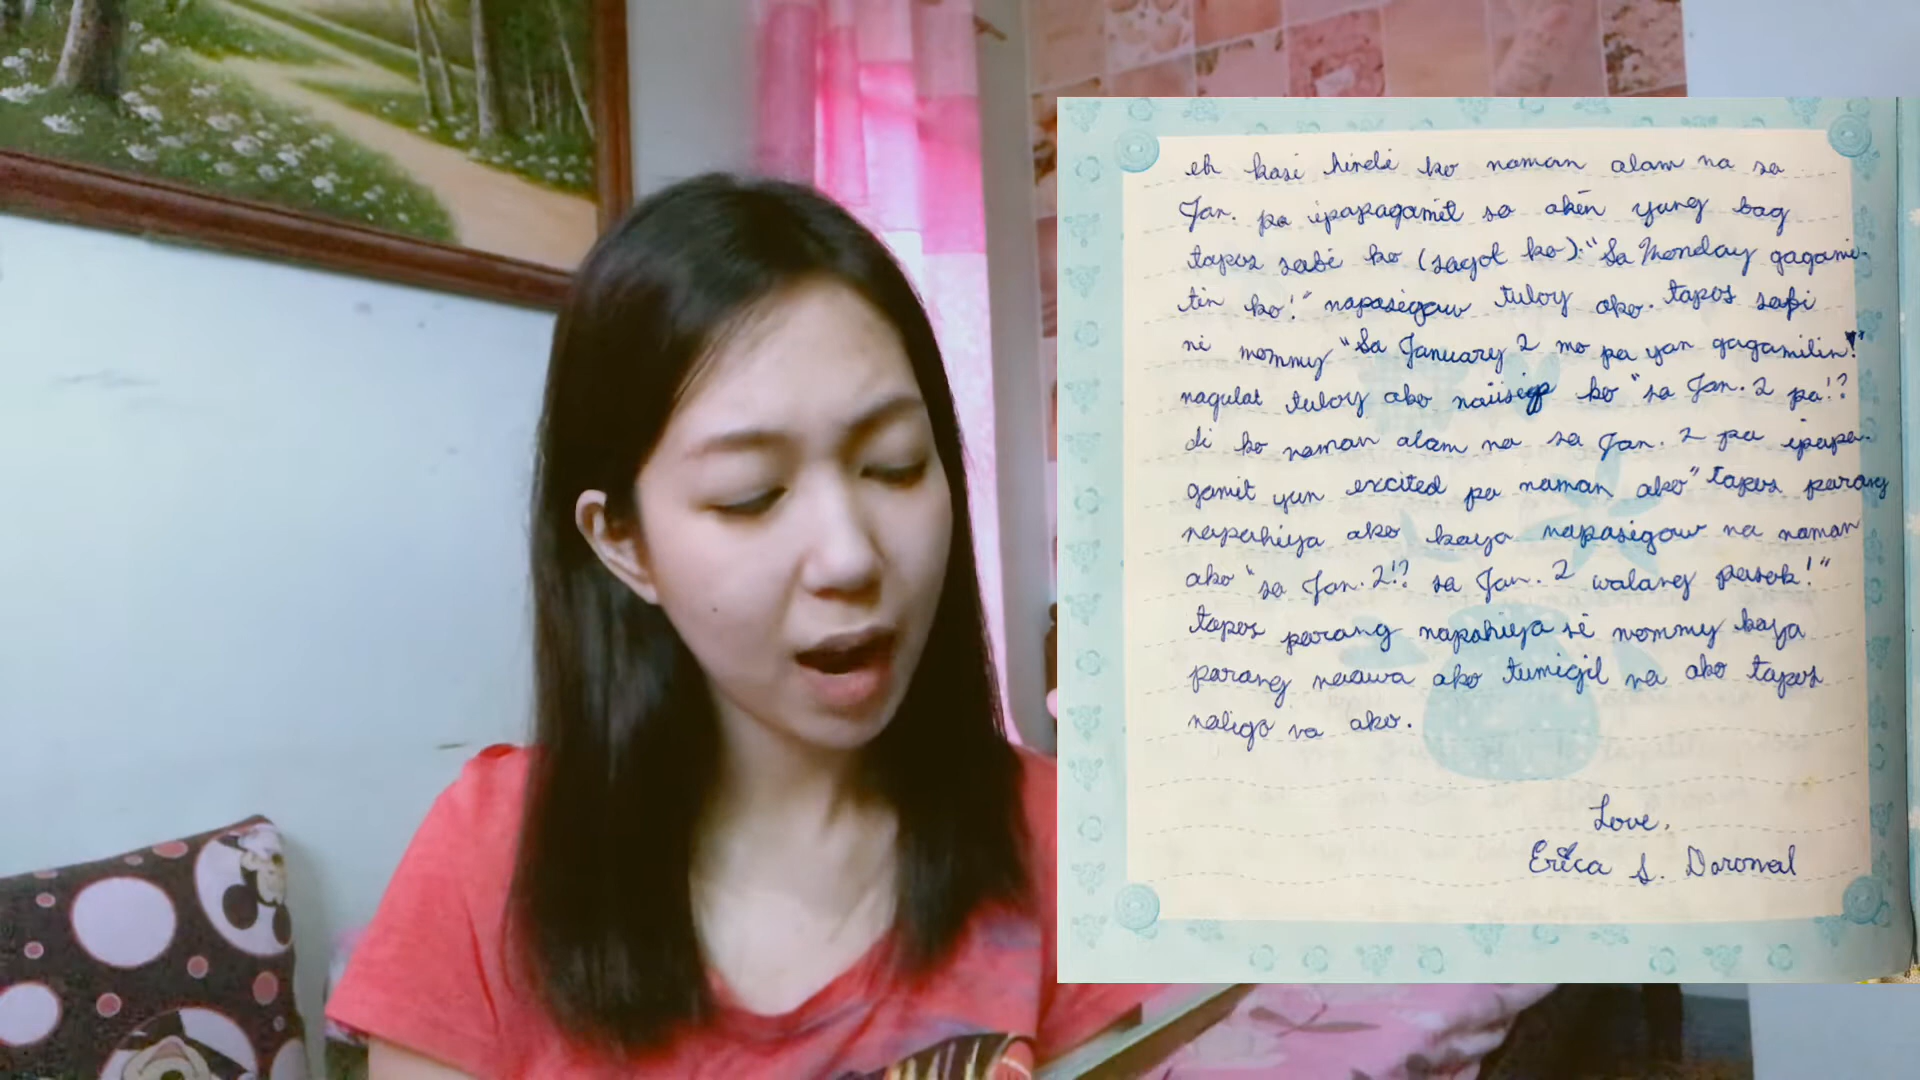 eh kasi hindi ko naman alam na sa
Jan. pa ipapagamit sa akin yung bag
tapos sabi ko (sagot ko): "Sa Monday gagami-
tin ko!" napasigaw tuloy ako. tapos sabi
ni mommy "Sa January 2 mo pa yan gagamitin!"
nagulat tuloy ako naiisip ko "sa Jan. 2 pa!?
di ko naman alam na sa Jan. 2 pa ipapa-
gamit yun excited pa naman ako" tapos parang
napahiya ako kaya napasigaw na naman
ako "sa Jan. 2!? sa Jan. 2 walang pasok!"
tapos parang napahiya si mommy kaya
parang naawa ako tumigil na ako tapos
naligo na ako.
Love,
Erica S. Doromal